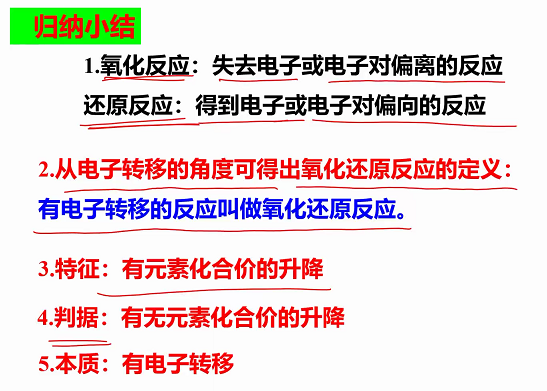 归纳小结
1.氧化反应：失去电子或电子对偏离的反应
还原反应：得到电子或电子对偏向的反应
2.从电子转移的角度可得出氧化还原反应的定义：
有电子转移的反应叫做氧化还原反应。
3.特征：有元素化合价的升降
4.判据：有无元素化合价的升降
5.本质：有电子转移